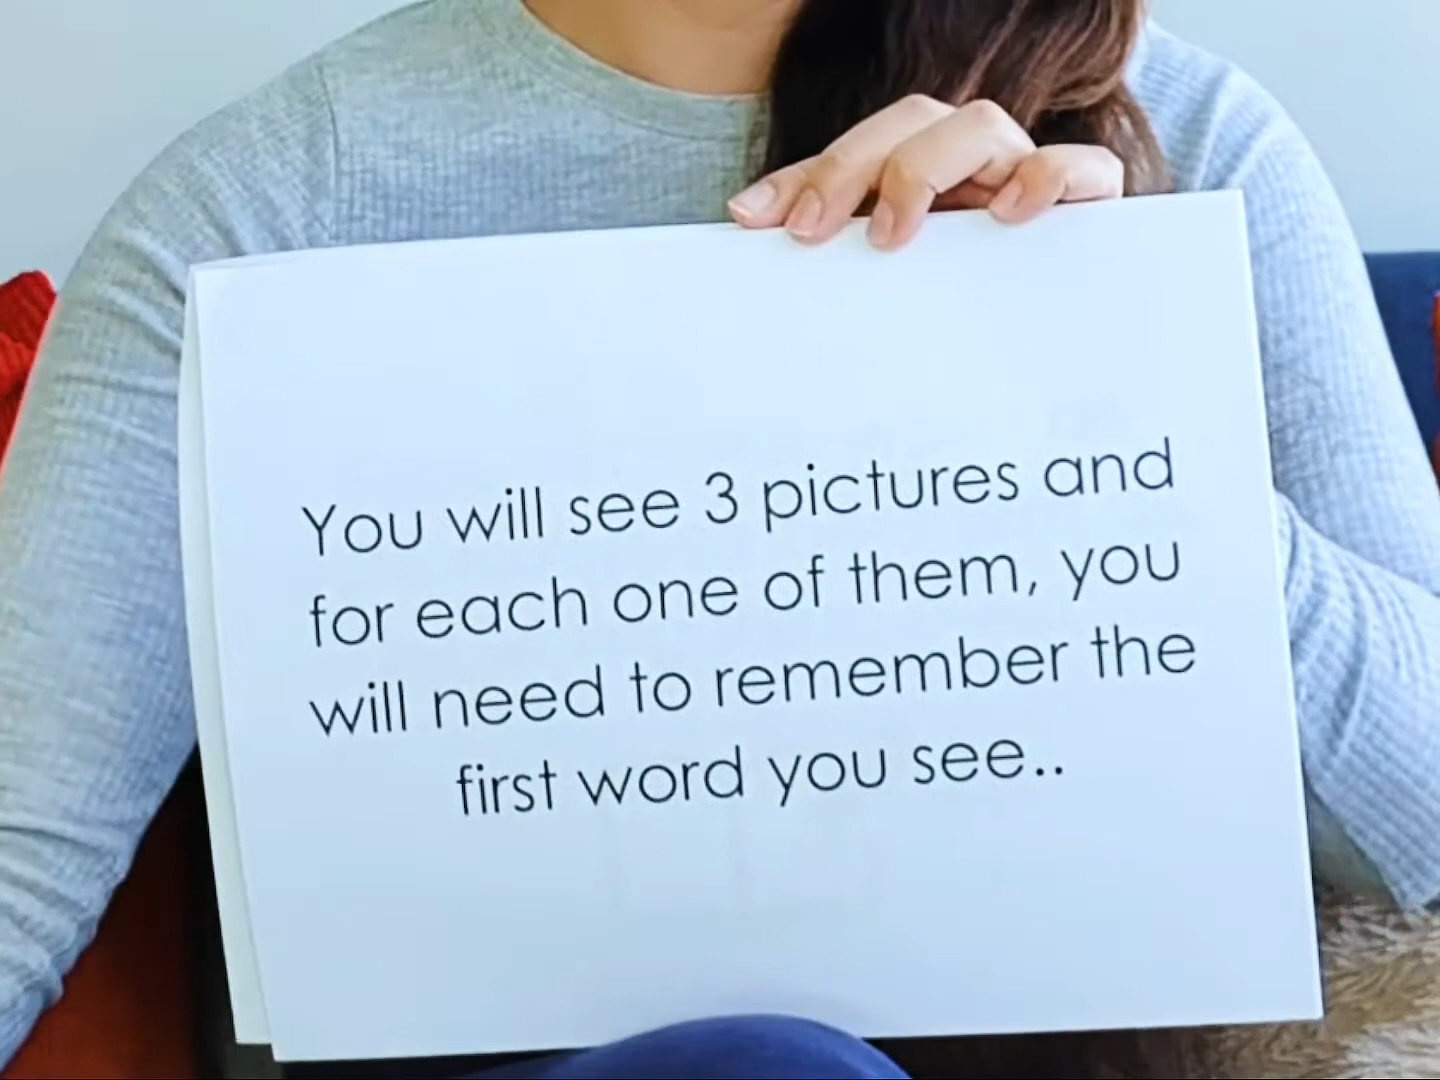 You will see 3 pictures and
for each one of them, you
will need to remember the
first word you see..